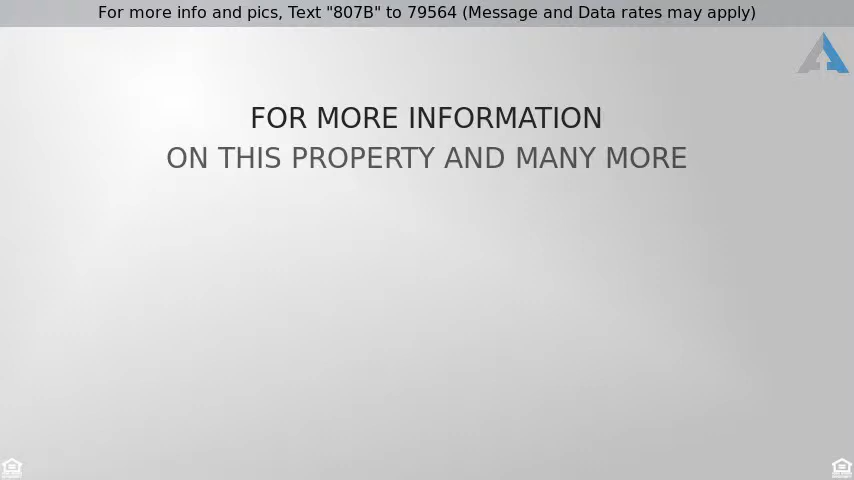 For more info and pics, Text "807B" to 79564 (Message and Data rates may apply)
FOR MORE INFORMATION
ON THIS PROPERTY AND MANY MORE